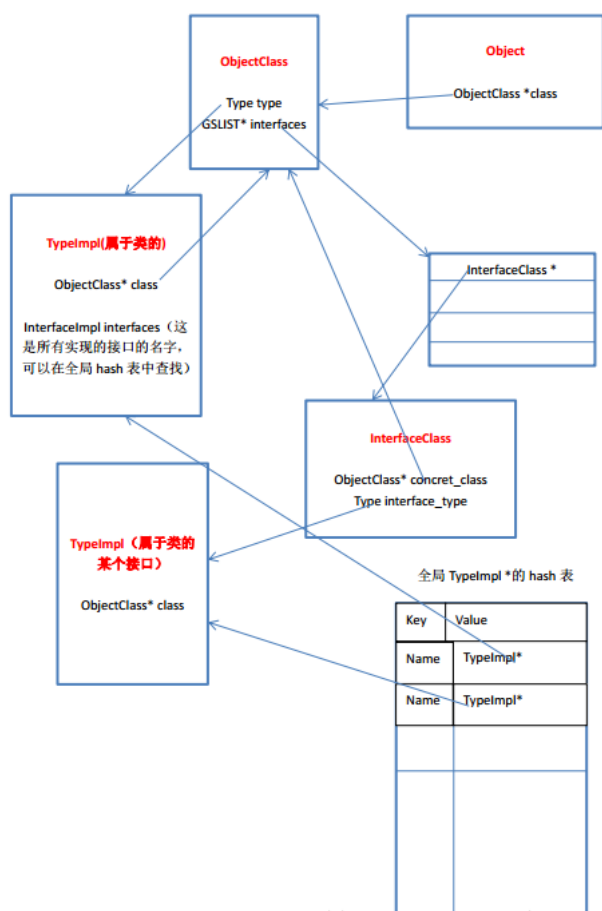 ObjectClass
Type type
GSLIST* interfaces
Object
ObjectClass *class
TypeImpl(属于类的)
ObjectClass* class
InterfaceImpl interfaces（这
是所有实现的接口的名字，
可以在全局 hash 表中查找）
InterfaceClass *
InterfaceClass
ObjectClass* concret_class
Type interface_type
TypeImpl（属于类的
某个接口）
ObjectClass* class
全局 TypeImpl *的 hash 表
Key Value
Name TypeImpl*
Name TypeImpl*